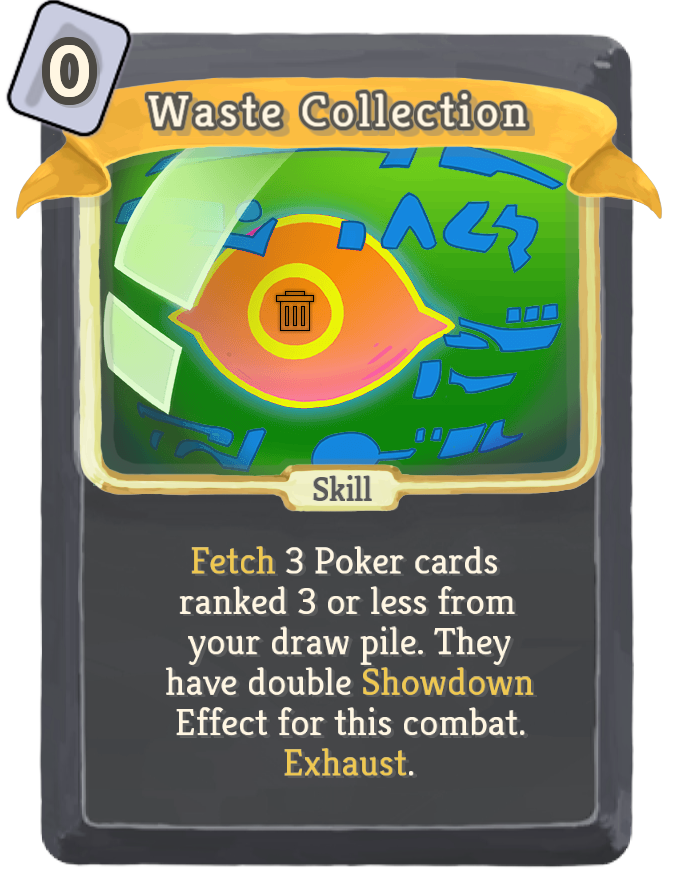 0
Waste Collection
Skill
Fetch 3 Poker cards
ranked 3 or less from
your draw pile. They
have double Showdown
Effect for this combat.
Exhaust.